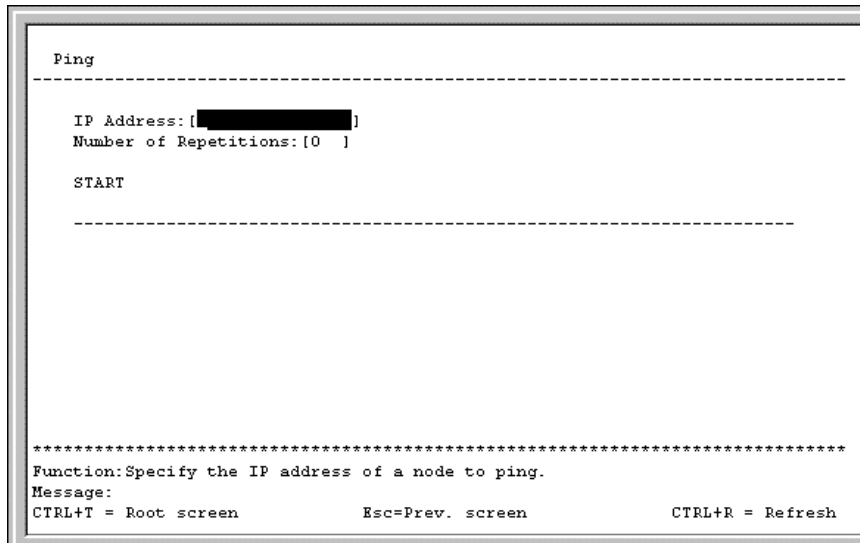 Ping
--------------------------------------------------------------------------------
IP Address:[               ]
Number of Repetitions:[0  ]
START
----------------------------------------------------------------------
*******************************************************************************
Function:Specify the IP address of a node to ping.
Message:
CTRL+T = Root screen Esc=Prev. screen CTRL+R = Refresh